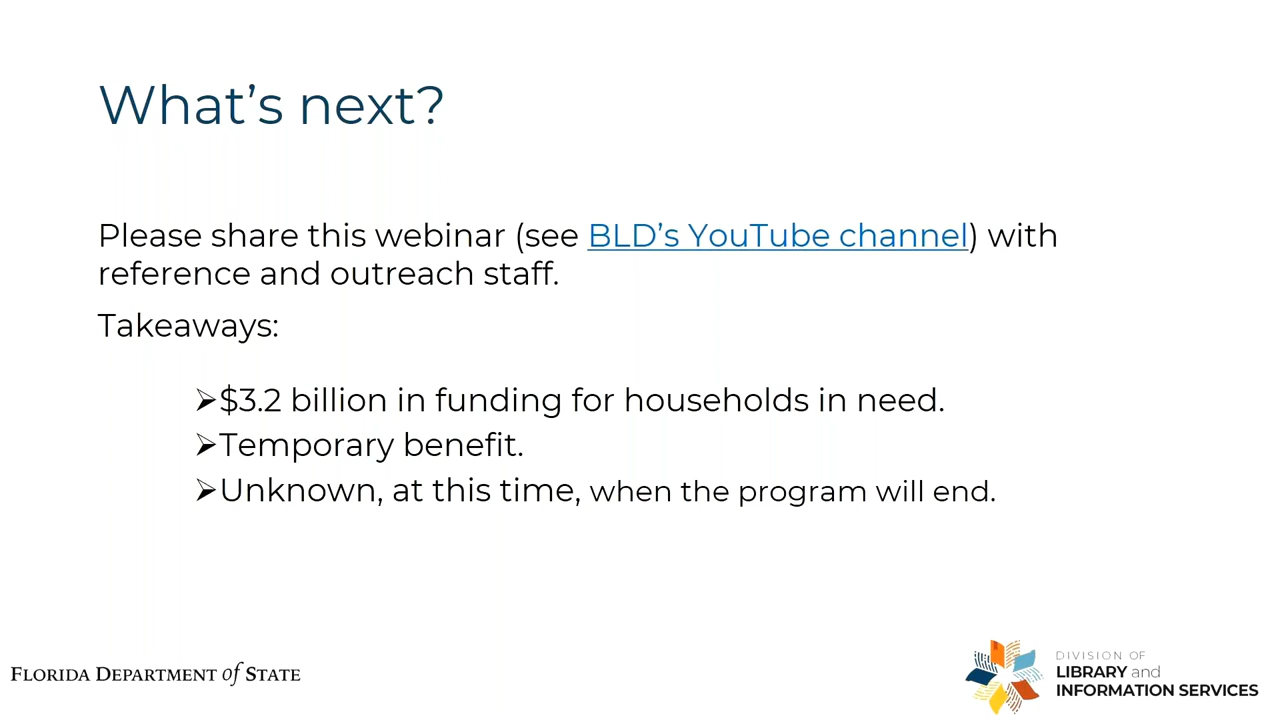 What’s next?
Please share this webinar (see BLD’s YouTube channel) with
reference and outreach staff.
Takeaways:
➢$3.2 billion in funding for households in need.
➢Temporary benefit.
➢Unknown, at this time, when the program will end.
FLORIDA DEPARTMENT of STATE
DIVISION OF
LIBRARY and
INFORMATION SERVICES